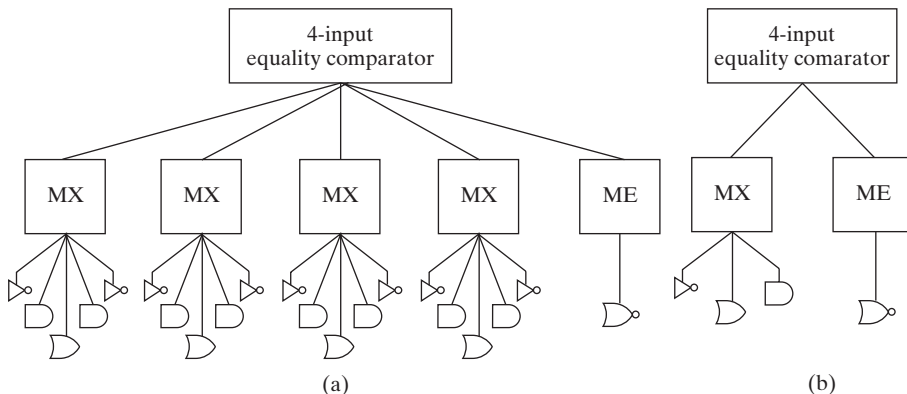 4-input
equality comparator
4-input
equality comarator
MX
MX
MX
MX
ME
MX
ME
(a)
(b)